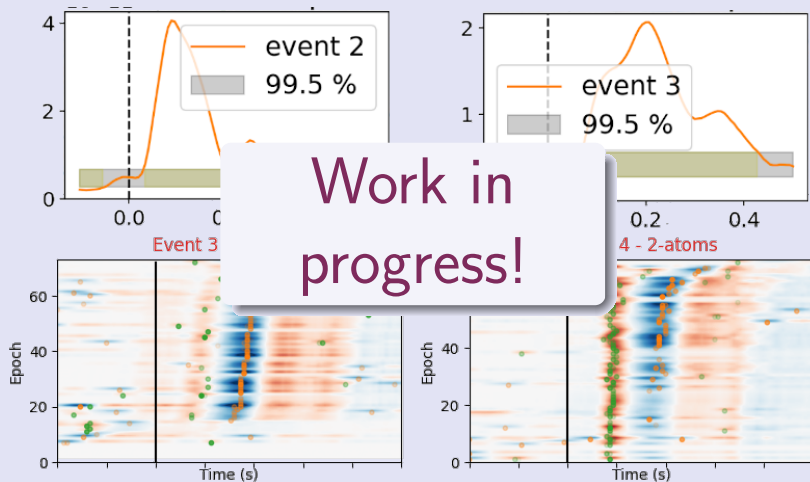 4
event 2
99.5 %
2
0
0.0
2
event 3
99.5 %
1
0.2
0.4
Work in
progress!
Event 3
4 - 2-atoms
60
40
20
0
Epoch
Time (s)
40
20
0
Epoch
Time (s)